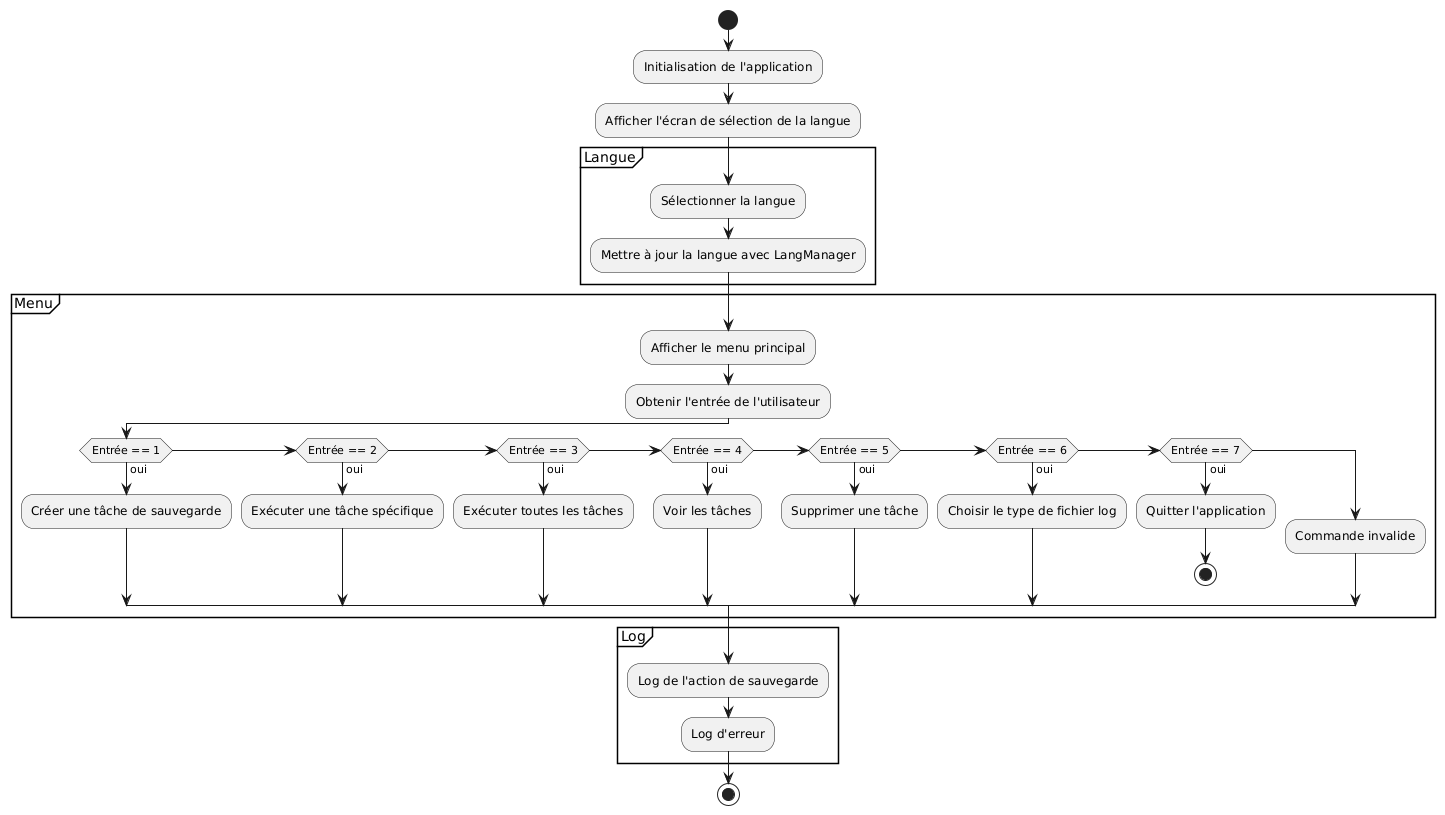 Initialisation de l'application
Afficher l'écran de sélection de la langue
Langue
Sélectionner la langue
Mettre à jour la langue avec LangManager
Menu
Afficher le menu principal
Obtenir l'entrée de l'utilisateur
Entrée == 1
Entrée == 2
Entrée == 3
Entrée == 4
Entrée == 5
Entrée == 6
Entrée == 7
oui
oui
oui
oui
oui
oui
oui
Créer une tâche de sauvegarde
Exécuter une tâche spécifique
Exécuter toutes les tâches
Voir les tâches
Supprimer une tâche
Choisir le type de fichier log
Quitter l'application
Commande invalide
Log
Log de l'action de sauvegarde
Log d'erreur